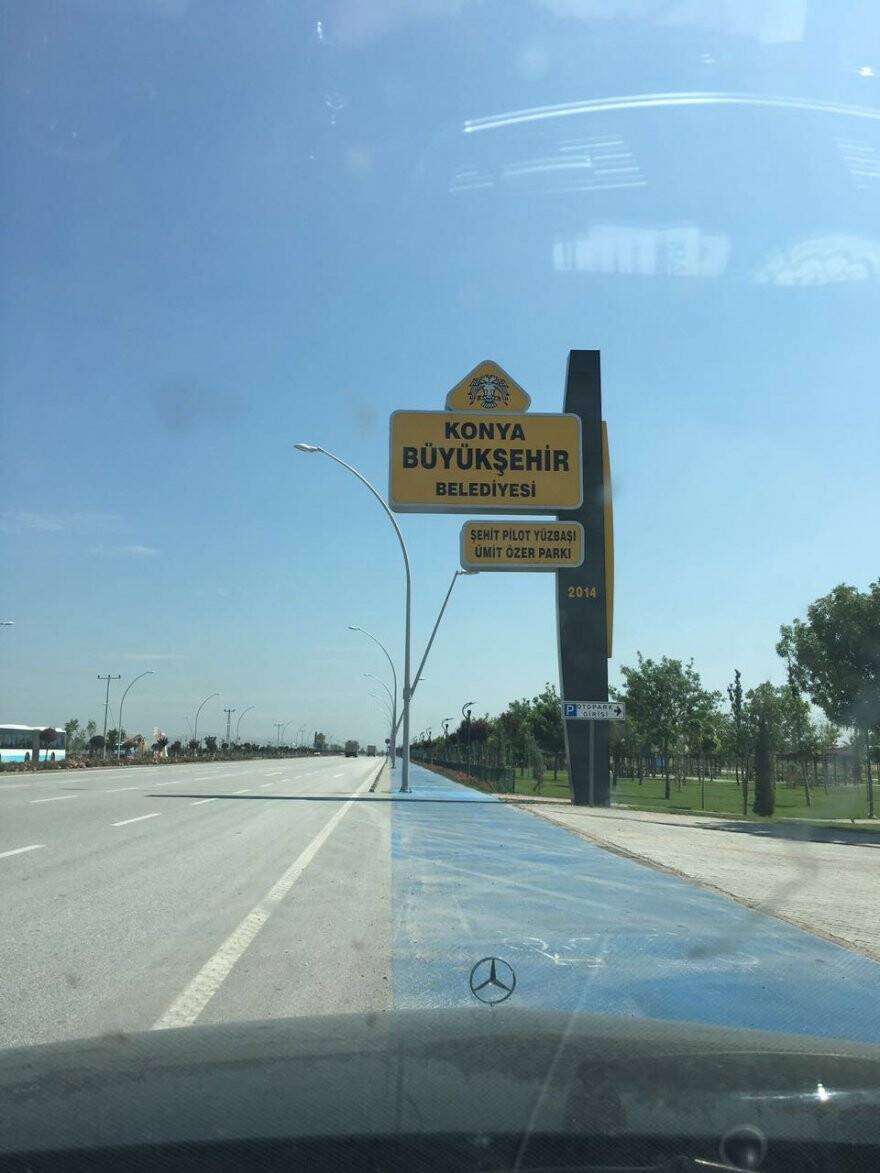 KONYA
BÜYÜKŞEHİR
BELEDİYESİ
ŞEHİT PİLOT YÜZBAŞI
ÜMİT ÖZER PARKI
2014
P OTOPARK
GİRİŞİ